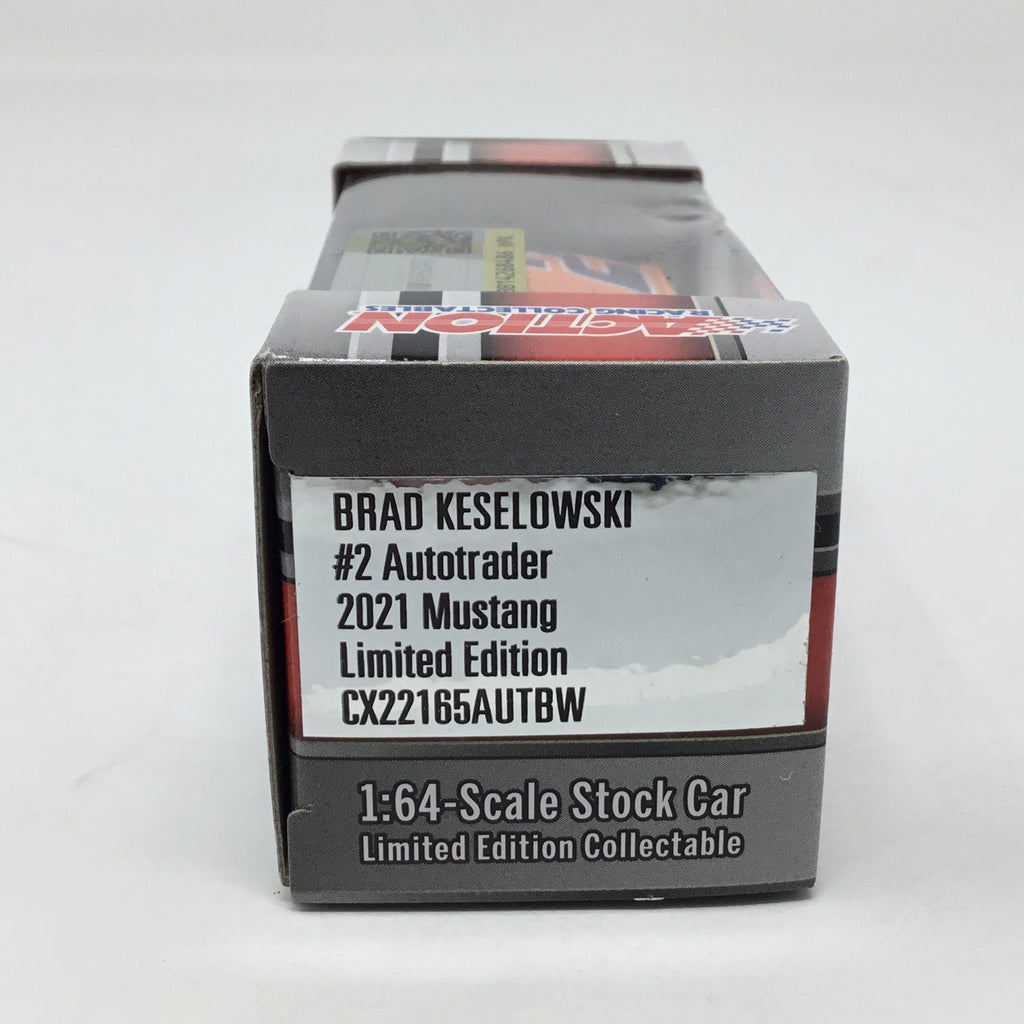 ACTION
RACING COLLECTABLES
BRAD KESELOWSKI
#2 Autotrader
2021 Mustang
Limited Edition
CX22165AUTBW
1:64-Scale Stock Car
Limited Edition Collectable